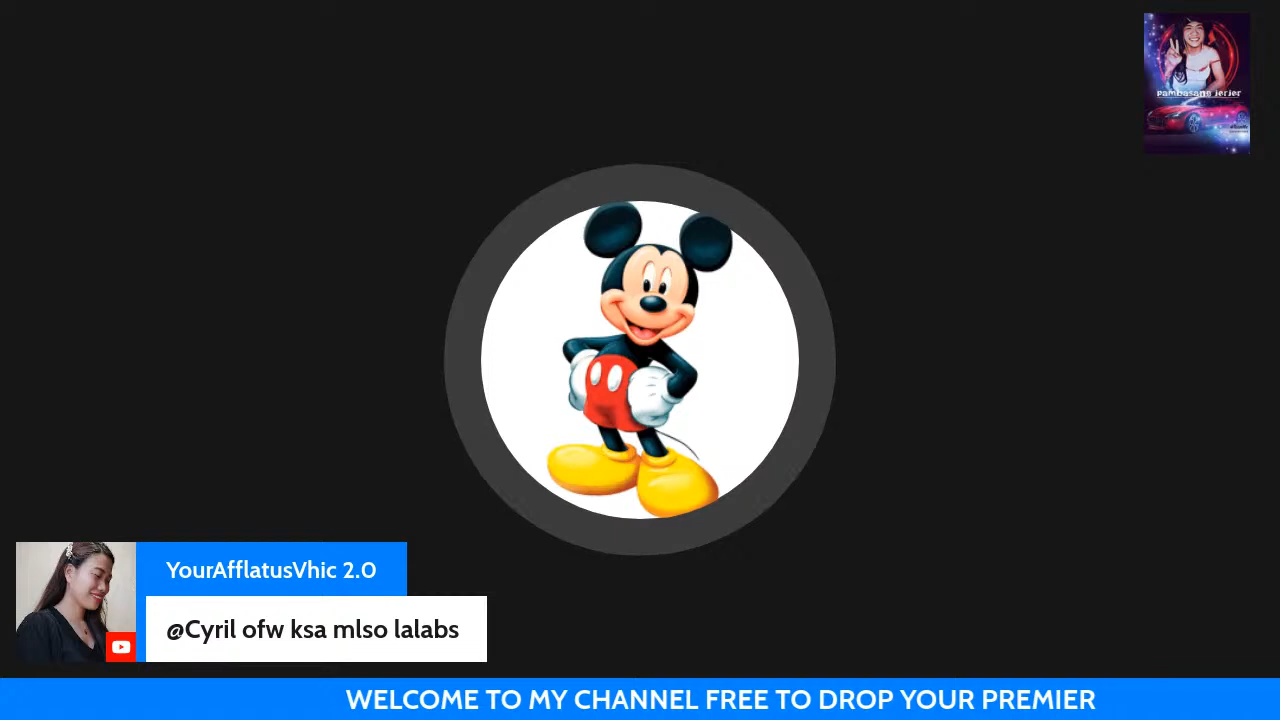 Pambasang jerjer
YourAfflatusVhic 2.0
@Cyril ofw ksa mlso lalabs
WELCOME TO MY CHANNEL FREE TO DROP YOUR PREMIER